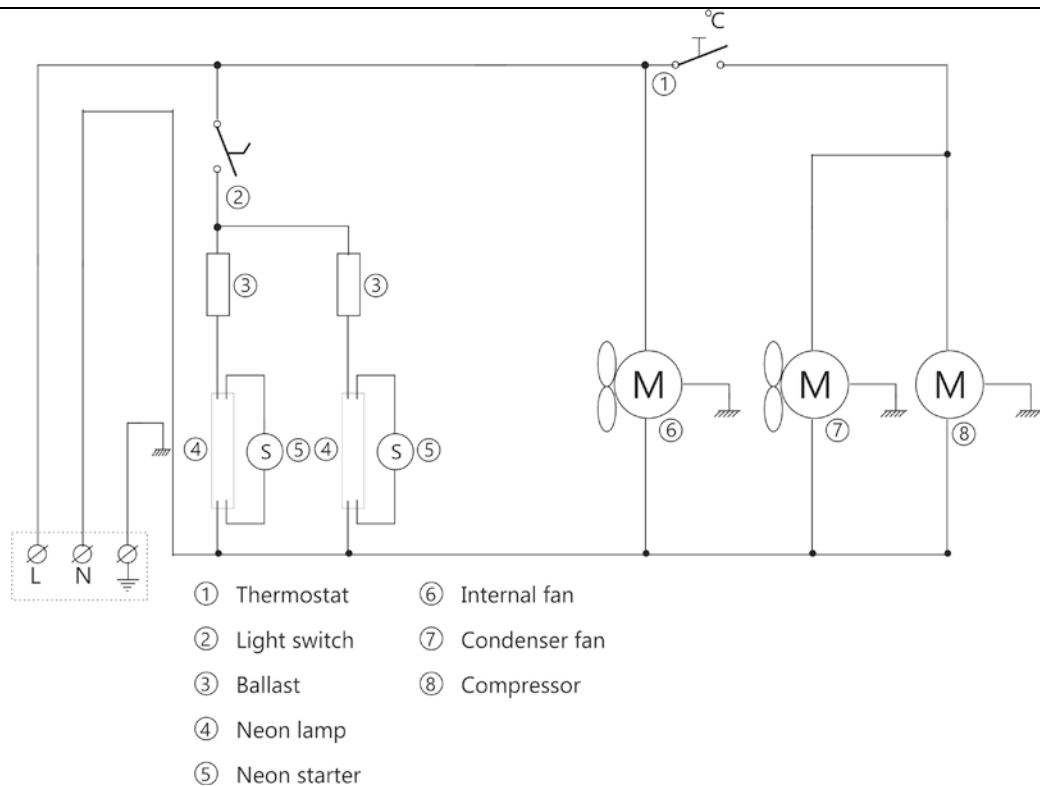 °C
①
②
③ ③
M M M
④ S ⑤ ④ S ⑤ ⑥ ⑦ ⑧
L N
① Thermostat ⑥ Internal fan
② Light switch ⑦ Condenser fan
③ Ballast ⑧ Compressor
④ Neon lamp
⑤ Neon starter